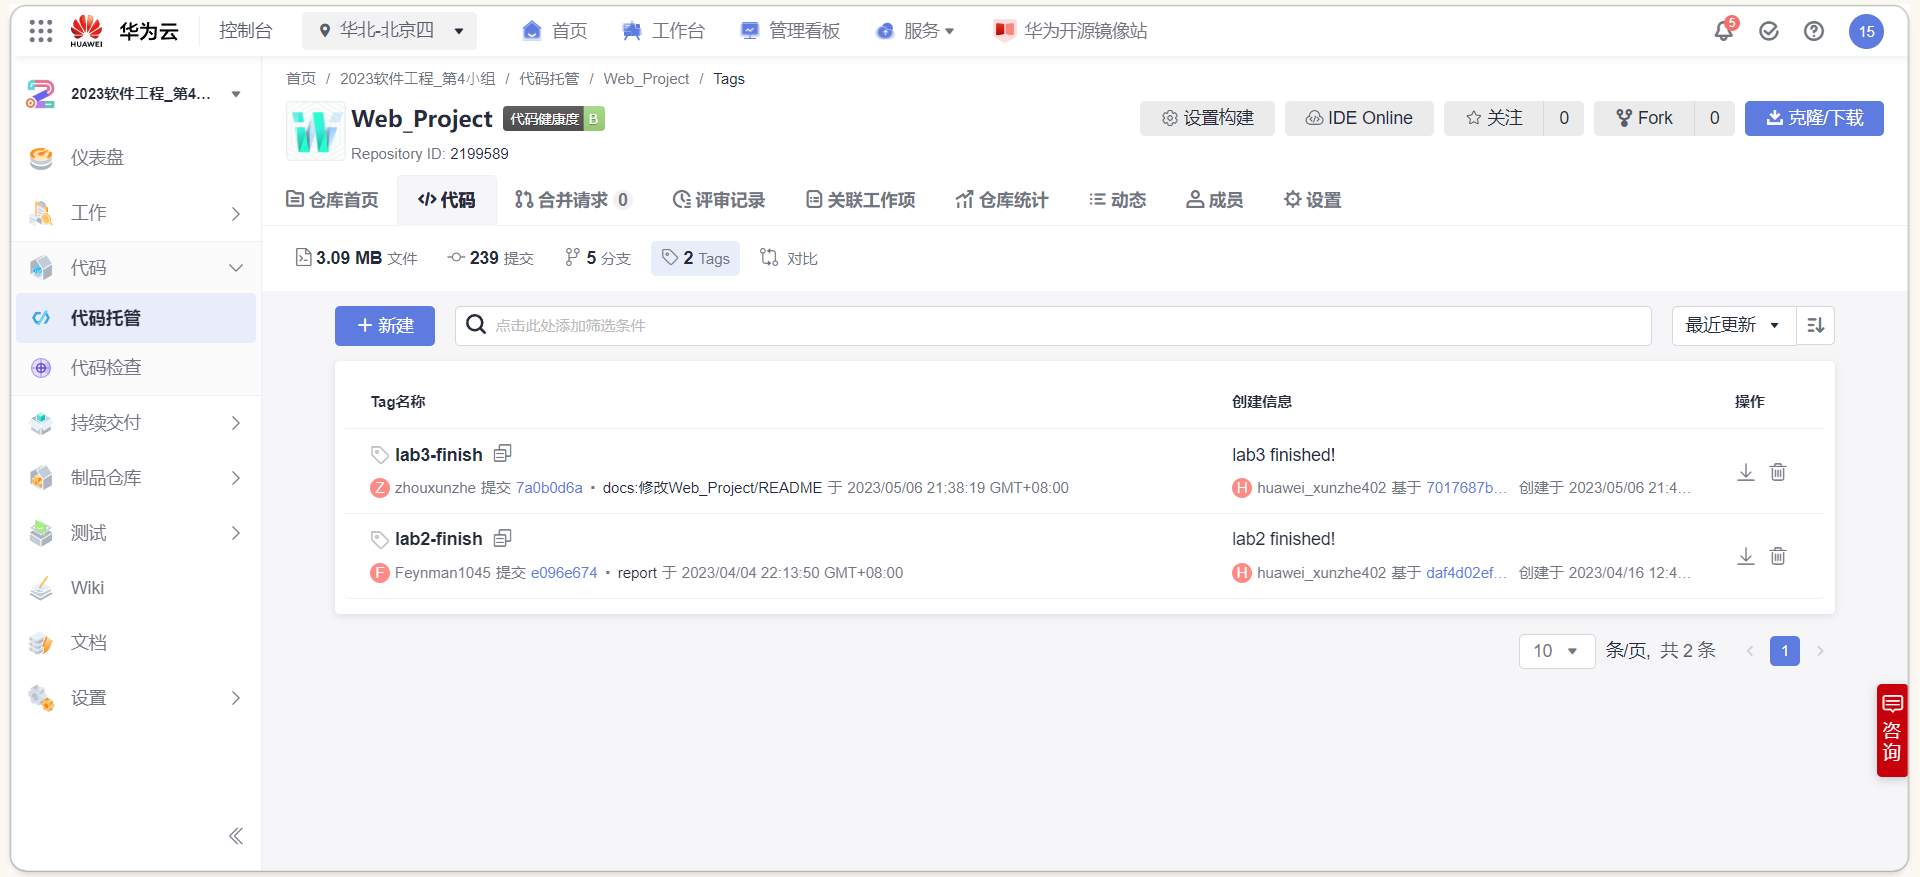 HUAWEI 华为云 控制台 华北-北京四 首页 工作台 管理看板 服务 华为开源镜像站 5 15
2023软件工程_第4...
仪表盘
工作
代码
代码托管
代码检查
持续交付
制品仓库
测试
Wiki
文档
设置
首页 / 2023软件工程_第4小组 / 代码托管 / Web_Project / Tags
Web_Project 代码健康度 B
Repository ID: 2199589
设置构建 IDE Online 关注 0 Fork 0 克隆/下载
仓库首页 代码 合并请求 0 评审记录 关联工作项 仓库统计 动态 成员 设置
3.09 MB 文件 239 提交 5 分支 2 Tags 对比
新建 点击此处添加筛选条件 最近更新
Tag名称 创建信息 操作
lab3-finish lab3 finished!
Z zhouxunzhe 提交 7a0b0d6a · docs:修改Web_Project/README 于 2023/05/06 21:38:19 GMT+08:00 H huawei_xunzhe402 基于 7017687b... 创建于 2023/05/06 21:4...
lab2-finish lab2 finished!
F Feynman1045 提交 e096e674 · report 于 2023/04/04 22:13:50 GMT+08:00 H huawei_xunzhe402 基于 daf4d02ef... 创建于 2023/04/16 12:4...
10 条/页, 共 2 条 1
咨询